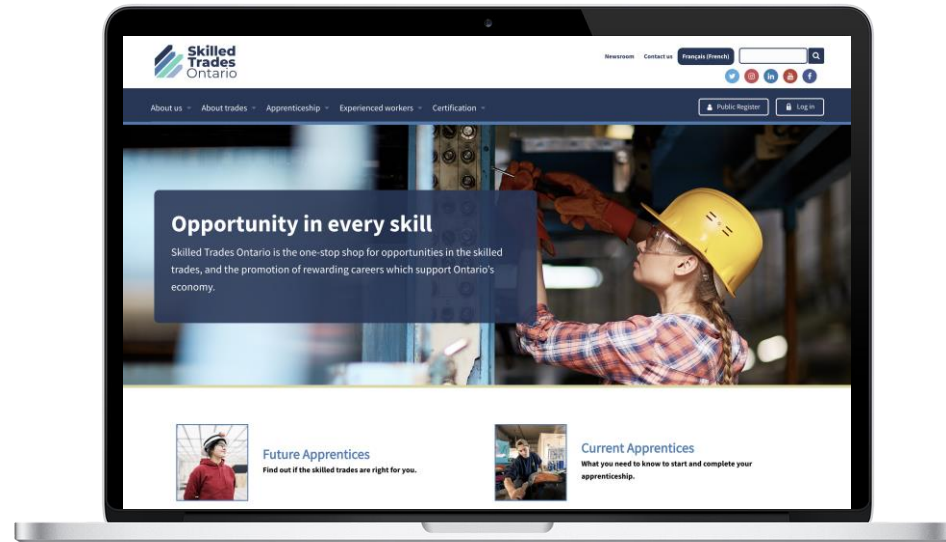 Skilled
Trades
Ontario
Newsroom Contact us Français (French)
About us About trades Apprenticeship Experienced workers Certification
Public Register Log in
Opportunity in every skill
Skilled Trades Ontario is the one-stop shop for opportunities in the skilled
trades, and the promotion of rewarding careers which support Ontario's
economy.
Future Apprentices
Find out if the skilled trades are right for you.
Current Apprentices
What you need to know to start and complete your
apprenticeship.